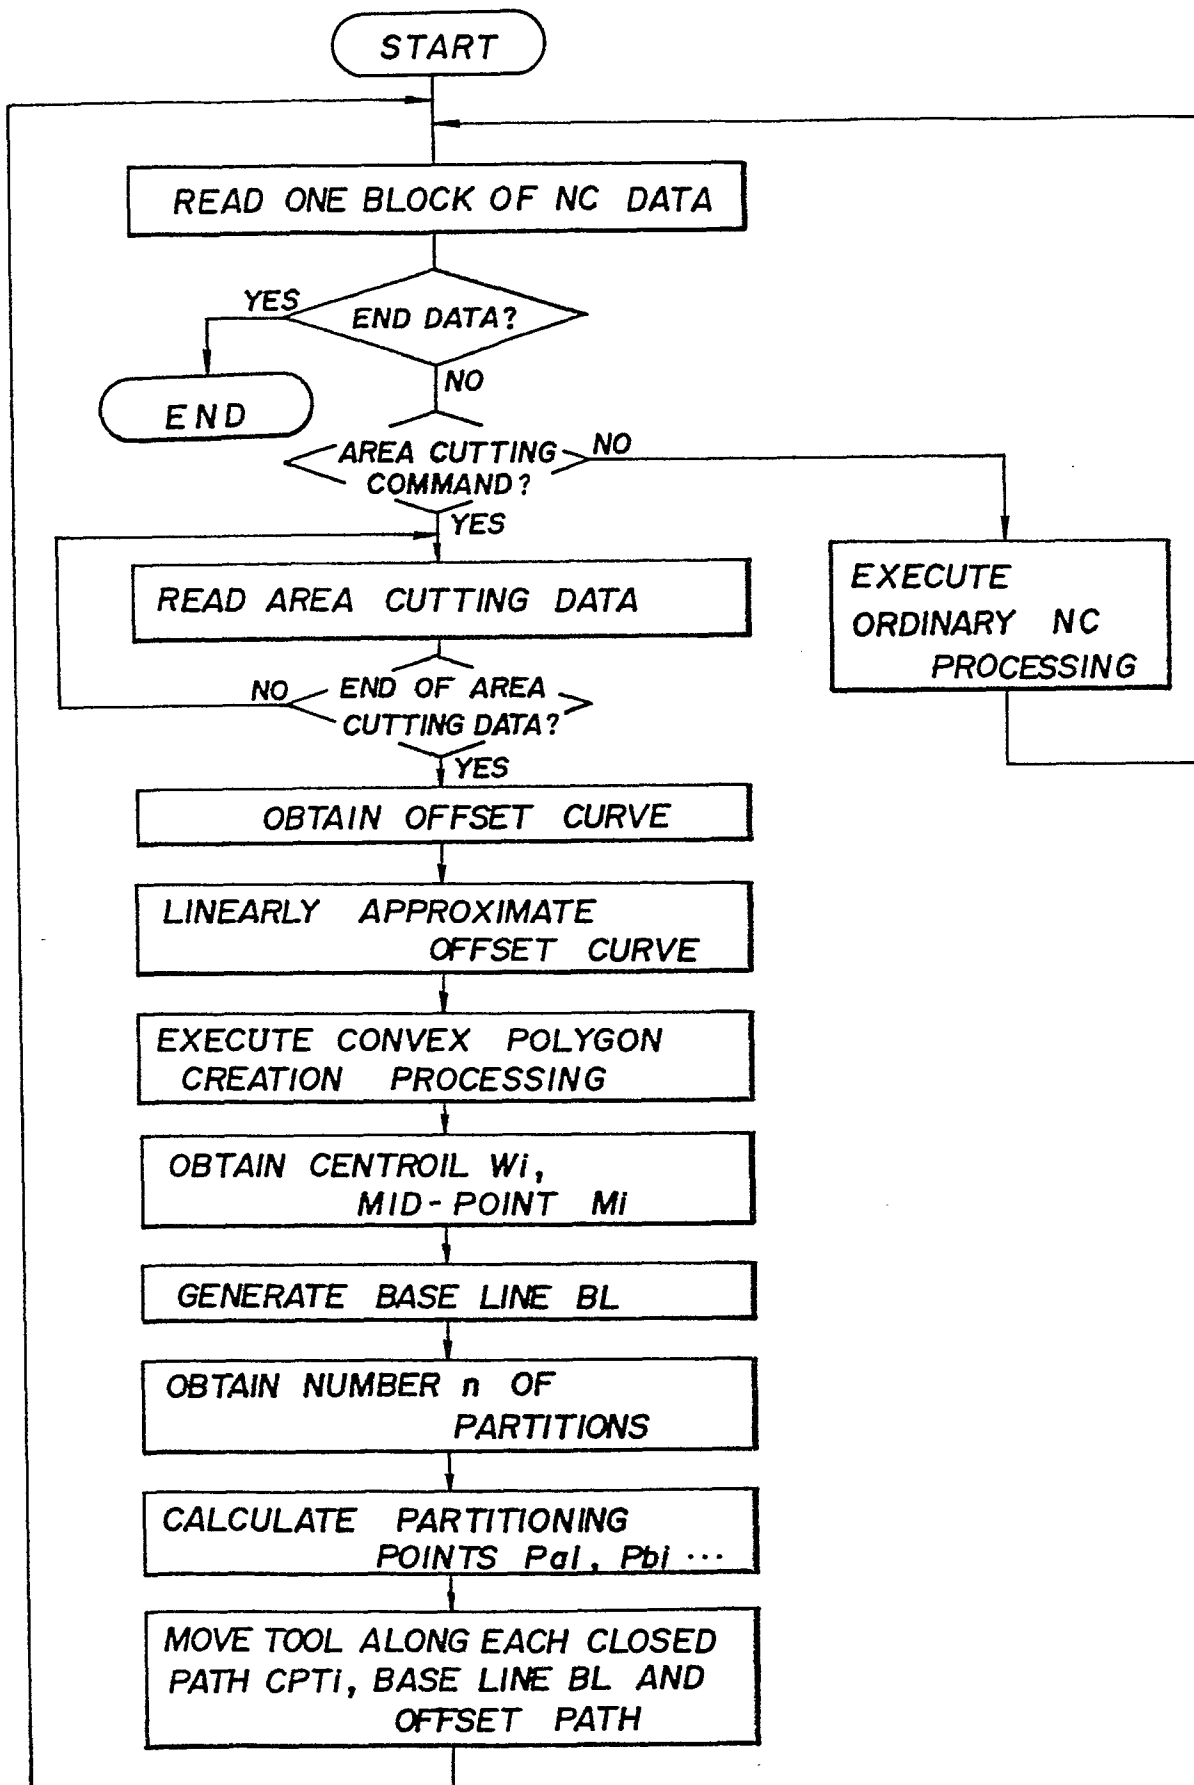 START
READ ONE BLOCK OF NC DATA
YES
END DATA?
NO
END
AREA CUTTING
COMMAND?
NO
YES
EXECUTE
ORDINARY NC
PROCESSING
READ AREA CUTTING DATA
NO
END OF AREA
CUTTING DATA?
YES
OBTAIN OFFSET CURVE
LINEARLY APPROXIMATE
OFFSET CURVE
EXECUTE CONVEX POLYGON
CREATION PROCESSING
OBTAIN CENTROIL Wi,
MID-POINT Mi
GENERATE BASE LINE BL
OBTAIN NUMBER n OF
PARTITIONS
CALCULATE PARTITIONING
POINTS Pai, Pbi ...
MOVE TOOL ALONG EACH CLOSED
PATH CPTi, BASE LINE BL AND
OFFSET PATH